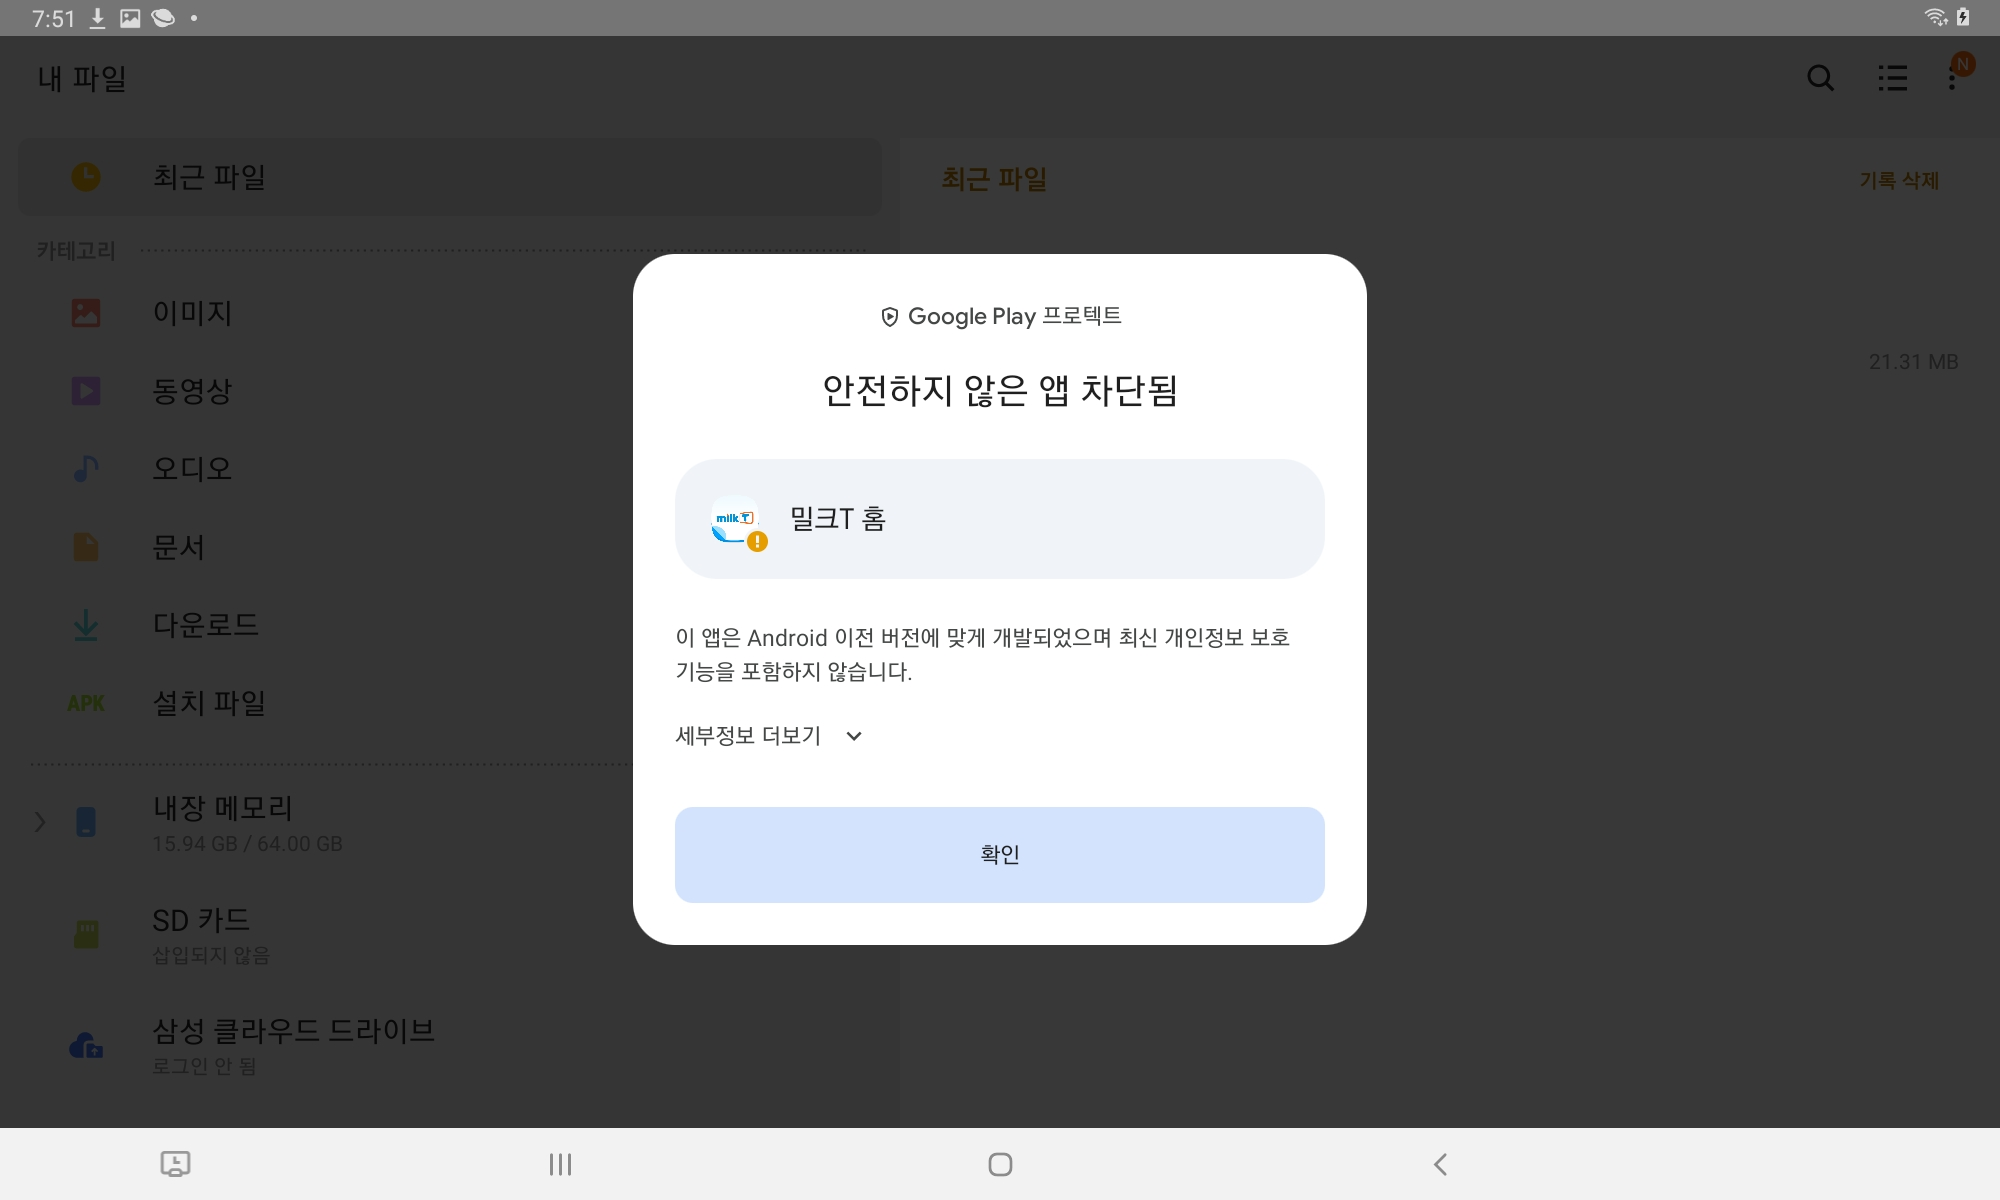 7:51
내 파일
N
최근 파일
최근 파일
기록 삭제
카테고리
이미지
동영상
오디오
문서
다운로드
APK
설치 파일
21.31 MB
내장 메모리
15.94 GB / 64.00 GB
SD 카드
삽입되지 않음
삼성 클라우드 드라이브
로그인 안 됨
Google Play 프로텍트
안전하지 않은 앱 차단됨
milk T
밀크T 홈
이 앱은 Android 이전 버전에 맞게 개발되었으며 최신 개인정보 보호
기능을 포함하지 않습니다.
세부정보 더보기
확인